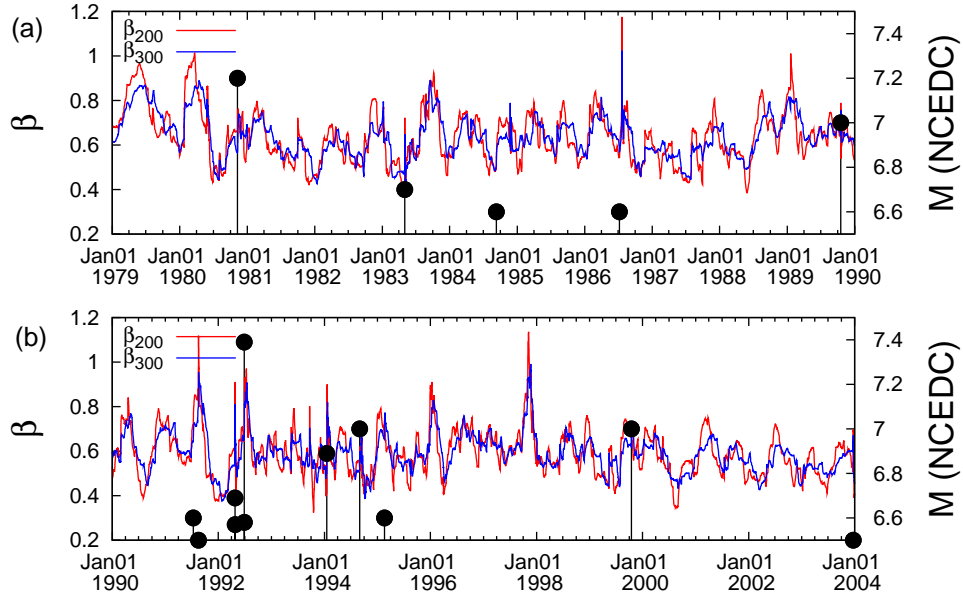 (a)
β200
β300
1.2
1
0.8
0.6
0.4
0.2
β
7.4
7.2
7
6.8
6.6
M (NCEDC)
Jan01 Jan01 Jan01 Jan01 Jan01 Jan01 Jan01 Jan01 Jan01 Jan01 Jan01 Jan01
1979 1980 1981 1982 1983 1984 1985 1986 1987 1988 1989 1990
(b)
β200
β300
1.2
1
0.8
0.6
0.4
0.2
β
7.4
7.2
7
6.8
6.6
M (NCEDC)
Jan01 Jan01 Jan01 Jan01 Jan01 Jan01 Jan01 Jan01
1990 1992 1994 1996 1998 2000 2002 2004